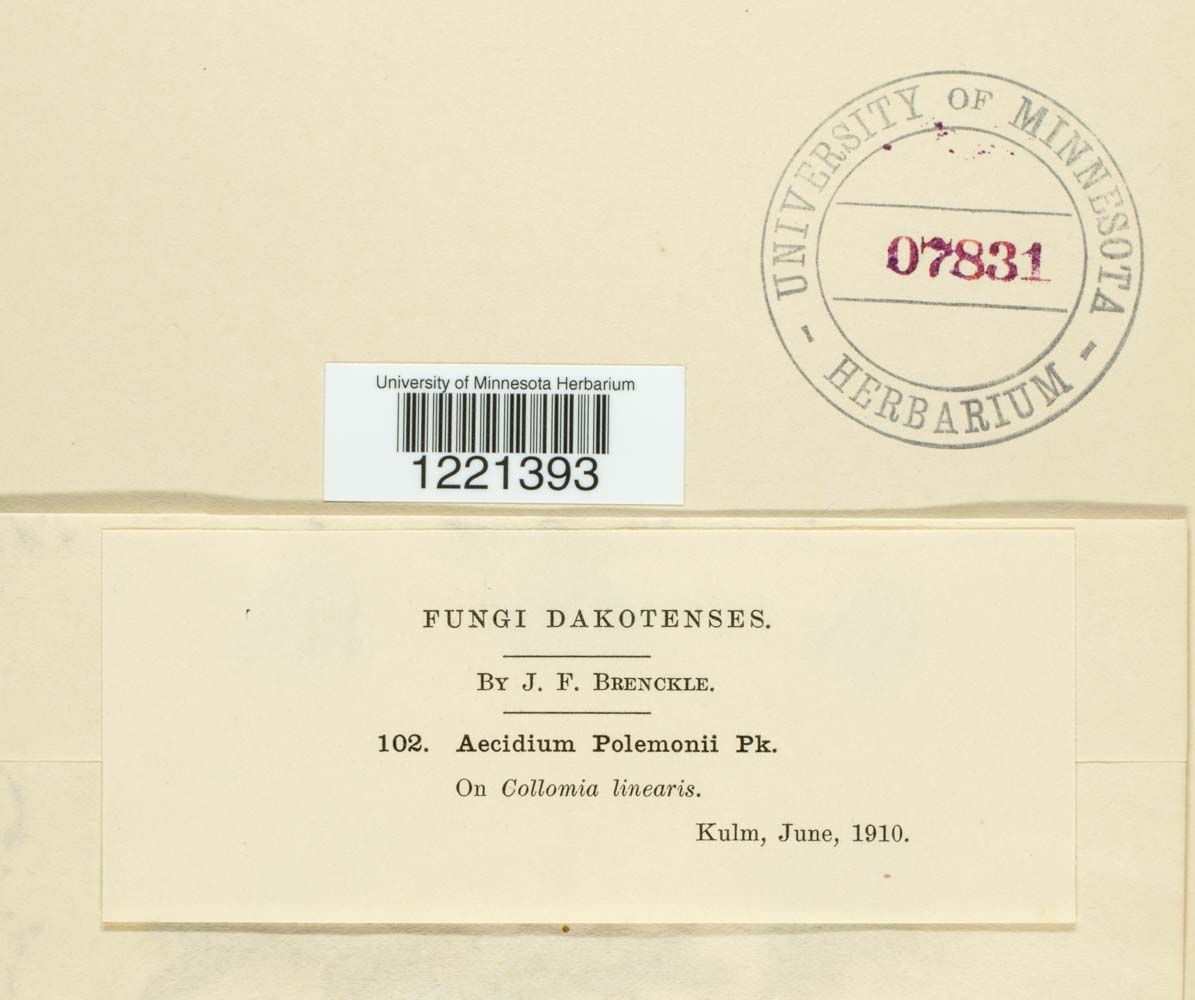 UNIVERSITY OF MINNESOTA
- HERBARIUM -
07831
University of Minnesota Herbarium
1221393
FUNGI DAKOTENSES.
By J. F. Brenckle.
102. Aecidium Polemonii Pk.
On Collomia linearis.
Kulm, June, 1910.